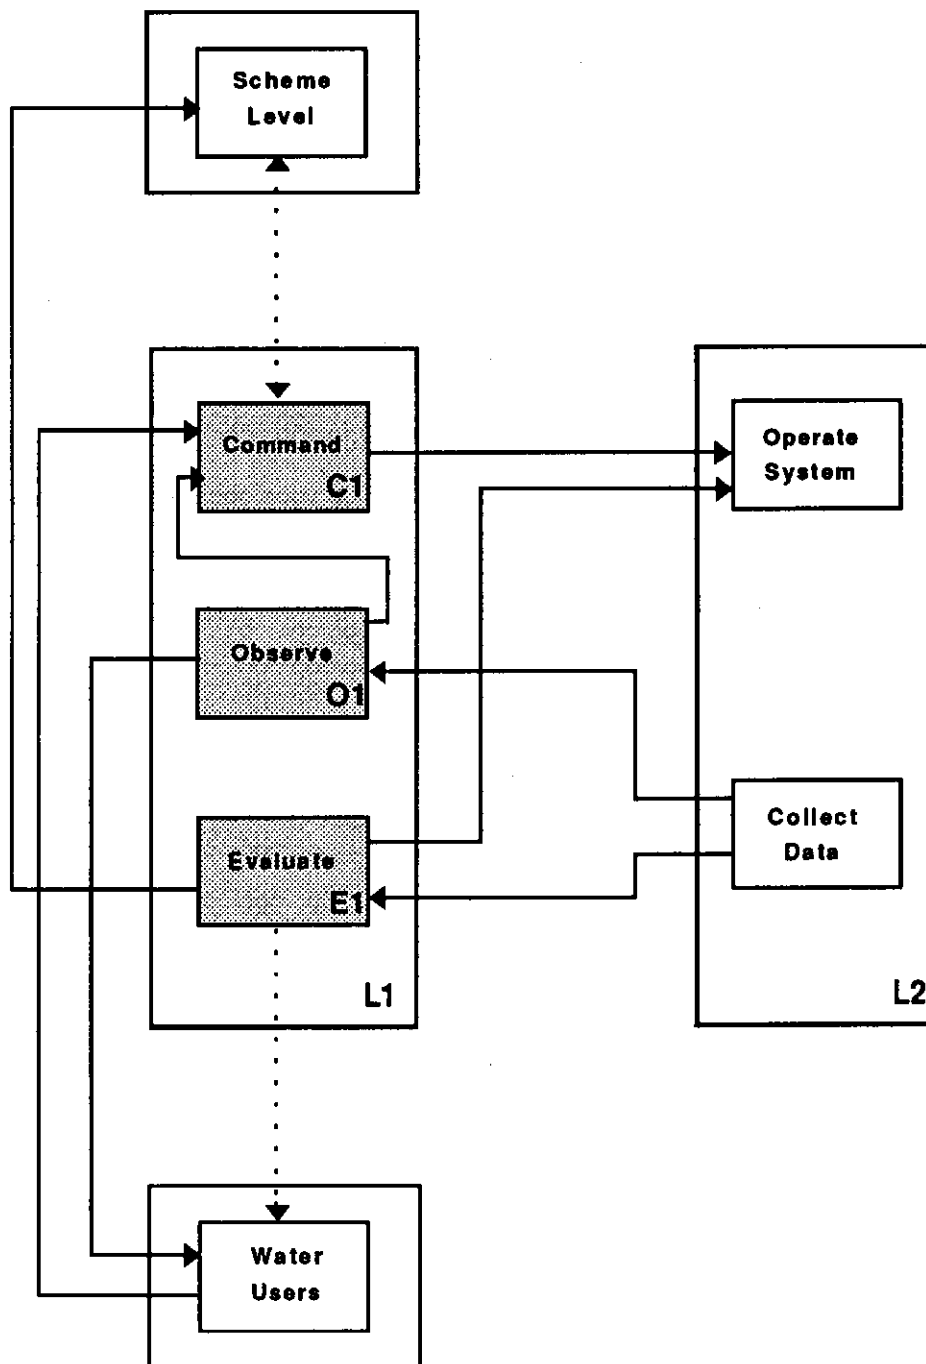 Scheme
Level
Command
C1
Operate
System
Observe
O1
Collect
Data
Evaluate
E1
L1
L2
Water
Users